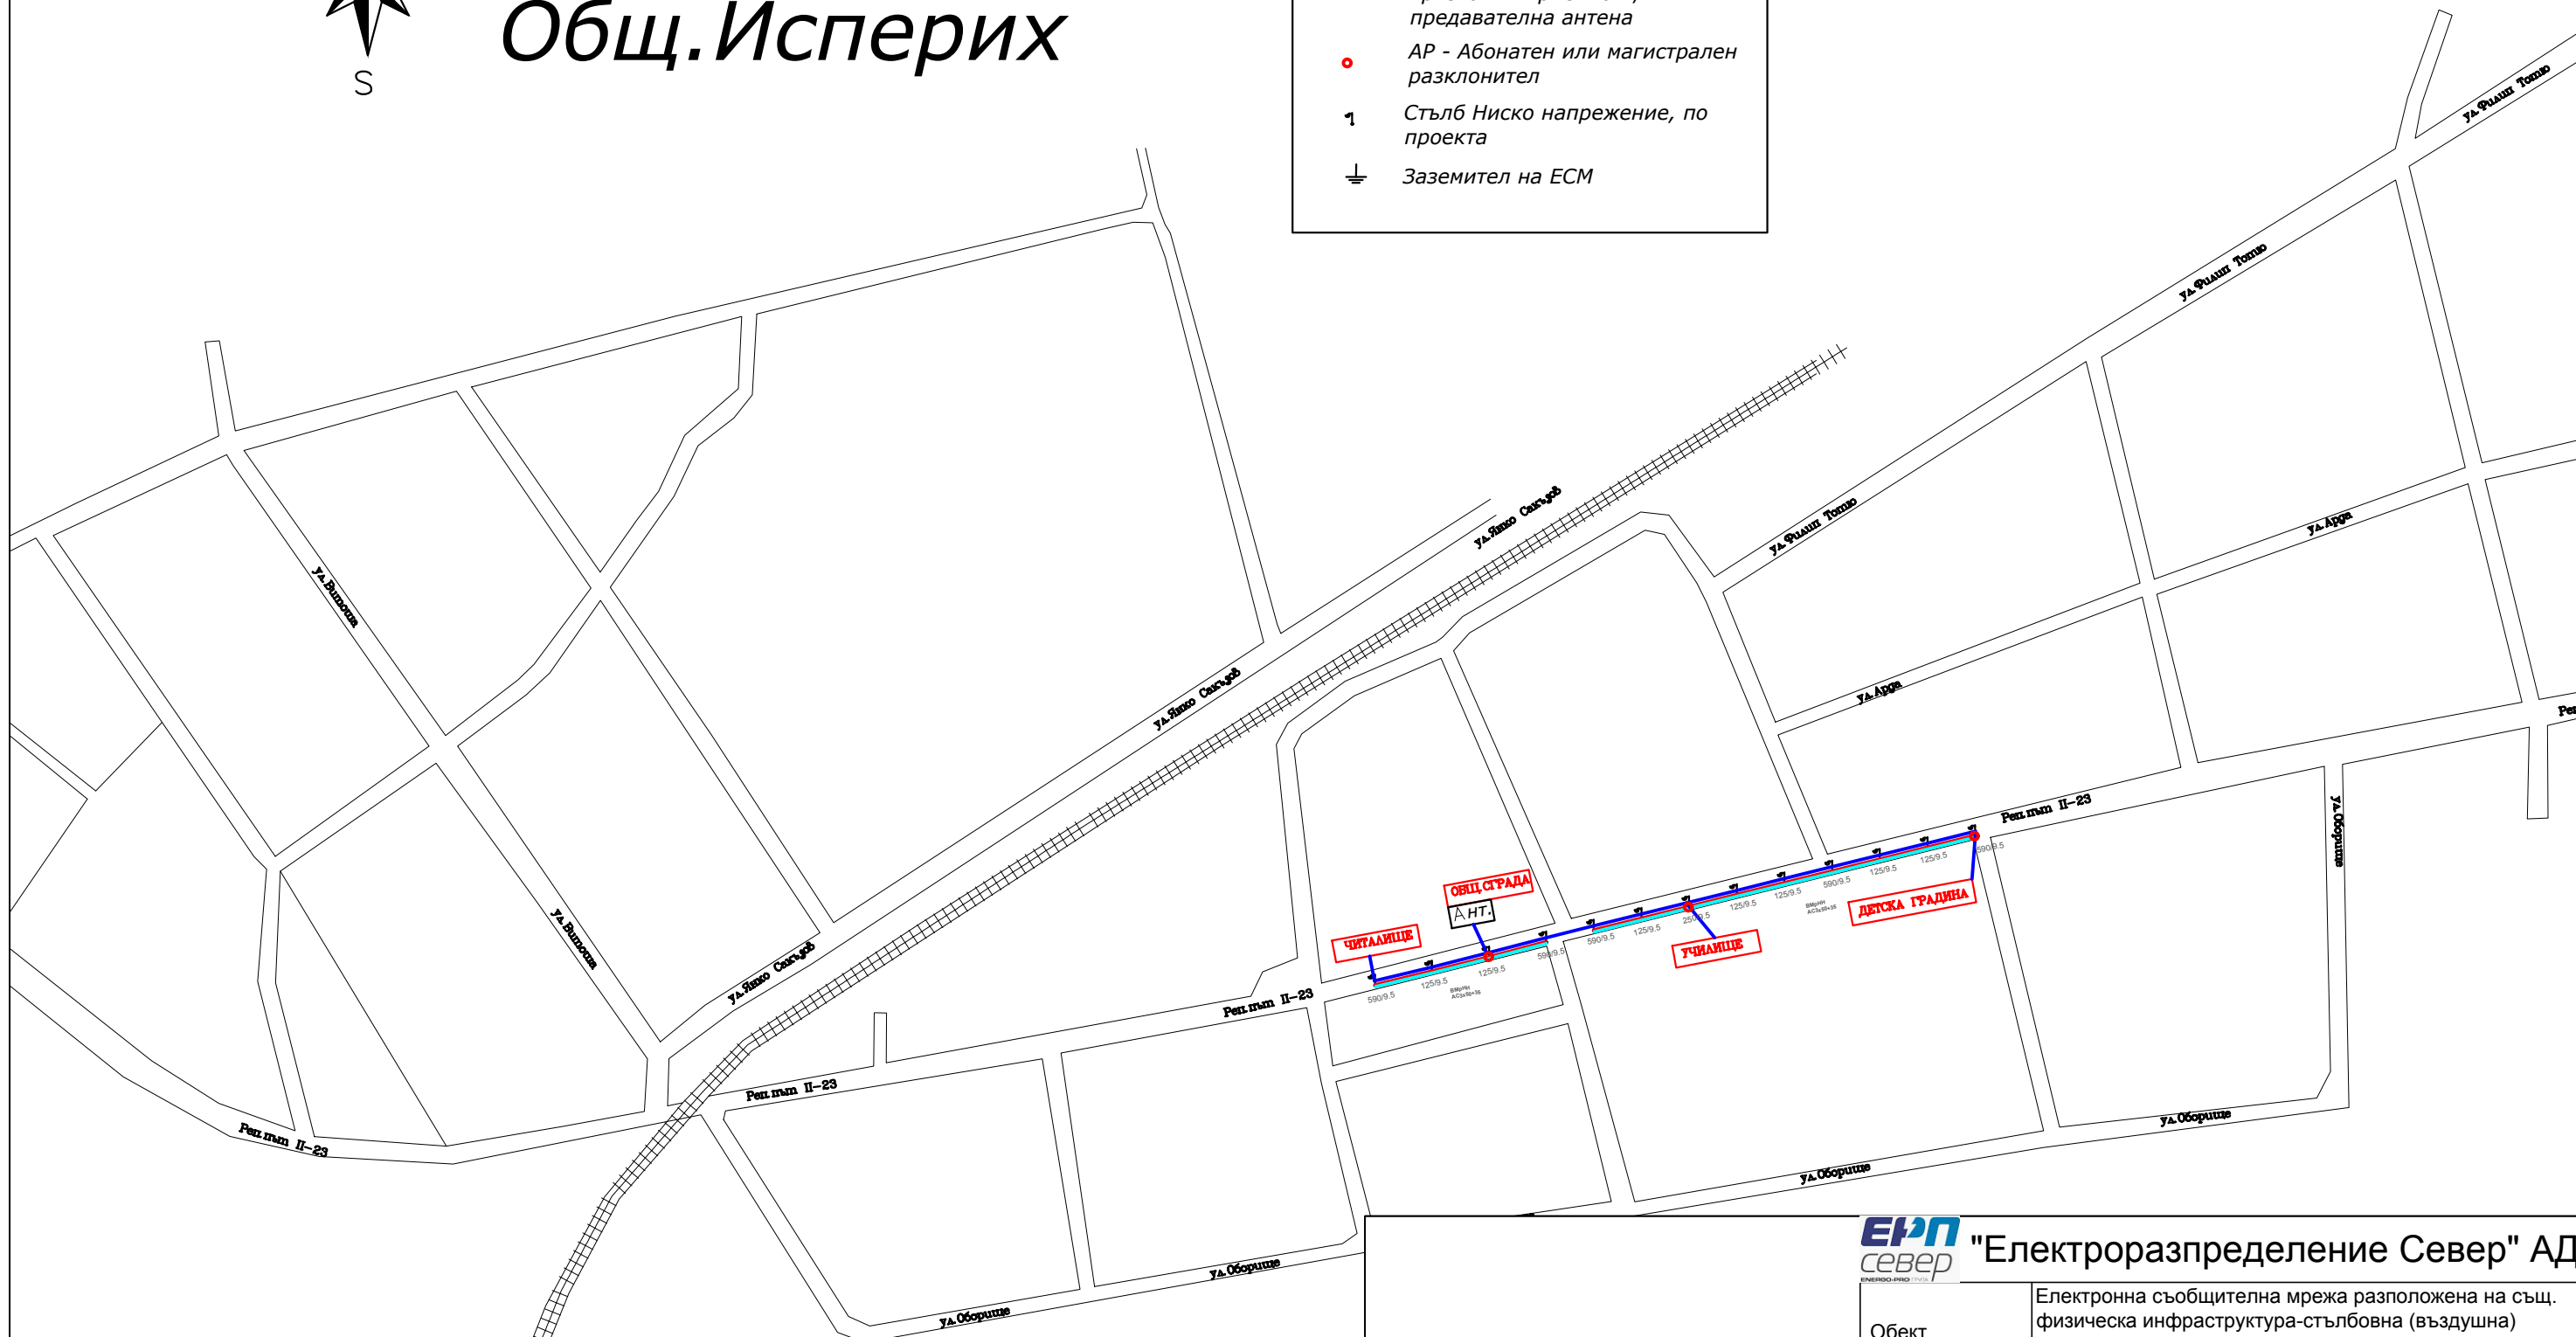 S
Общ.Исперих
предавателна антена
АР - Абонатен или магистрален
разклонител
Стълб Ниско напрежение, по
проекта
Заземител на ЕСМ
ул.Филип Тотю
ул.Филип Тотю
ул.Филип Тотю
ул.Янко Сакъзов
ул.Янко Сакъзов
ул.Янко Сакъзов
ул.Арда
ул.Арда
ул.Витоша
ул.Витоша
Реп.път II-23
Реп.път II-23
Реп.път II-23
Реп.път II-23
ул.Оборище
ул.Оборище
ул.Оборище
ул.Оборище
ул.Оборище
ОБЩ.СГРАДА
Ант.
ЧИТАЛИЩЕ
УЧИЛИЩЕ
ДЕТСКА ГРАДИНА
590/9.5
125/9.5
125/9.5
590/9.5
590/9.5
125/9.5
250/9.5
125/9.5
125/9.5
590/9.5
125/9.5
125/9.5
590/9.5
ЕРП
СЕВЕР
ENERGO-PRO ГРУПА
"Електроразпределение Север" АД
Обект
Електронна съобщителна мрежа разположена на същ.
физическа инфраструктура-стълбовна (въздушна)